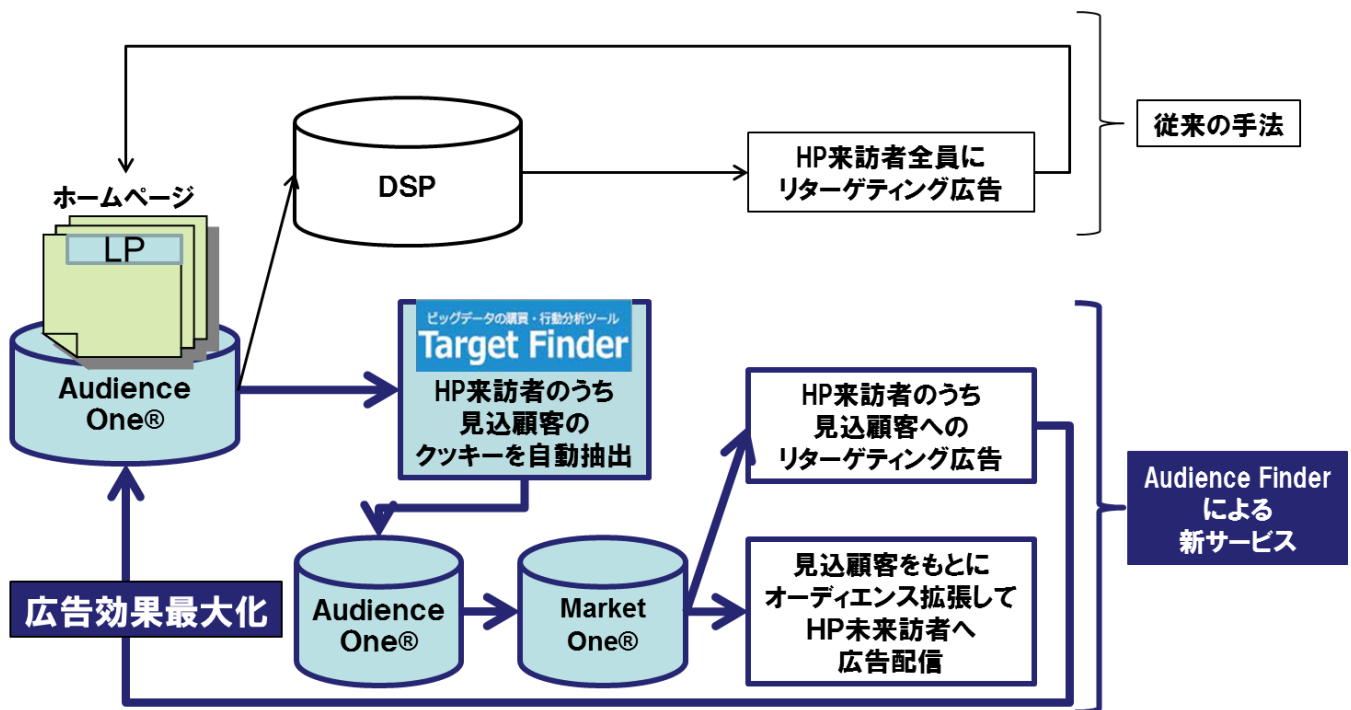 従来の手法
HP来訪者全員に
リターゲティング広告
DSP
ホームページ
LP
Audience
One®
ビッグデータの購買・行動分析ツール
Target Finder
HP来訪者のうち
見込顧客の
クッキーを自動抽出
HP来訪者のうち
見込顧客への
リターゲティング広告
Audience Finder
による
新サービス
広告効果最大化
Audience
One®
Market
One®
見込顧客をもとに
オーディエンス拡張して
HP未来訪者へ
広告配信